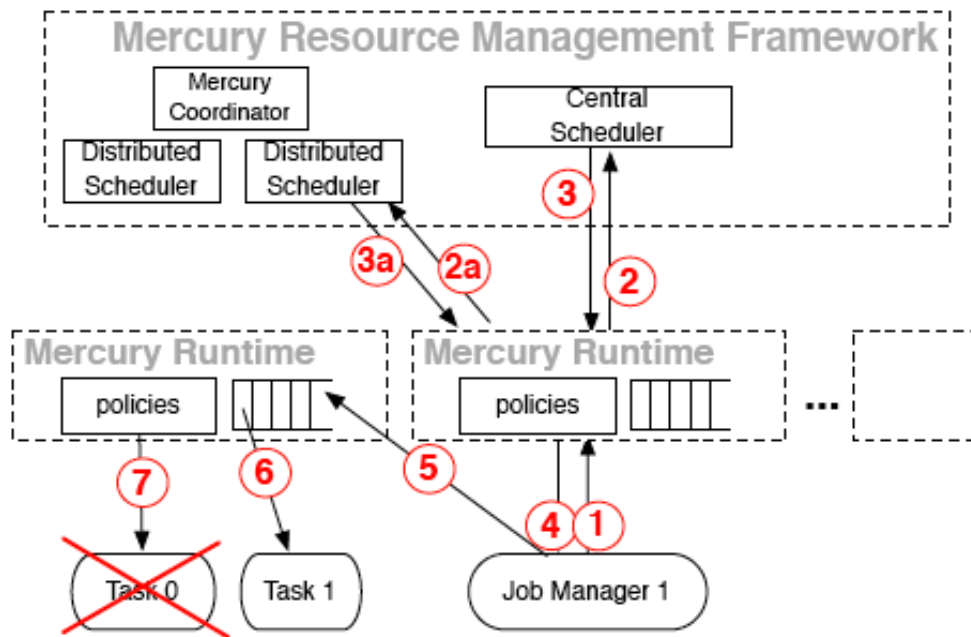 Mercury Resource Management Framework
Mercury
Coordinator
Central
Scheduler
Distributed
Scheduler
Distributed
Scheduler
3
3a
2a
2
Mercury Runtime
Mercury Runtime
policies
policies
...
7
6
5
4
1
Task 0
Task 1
Job Manager 1